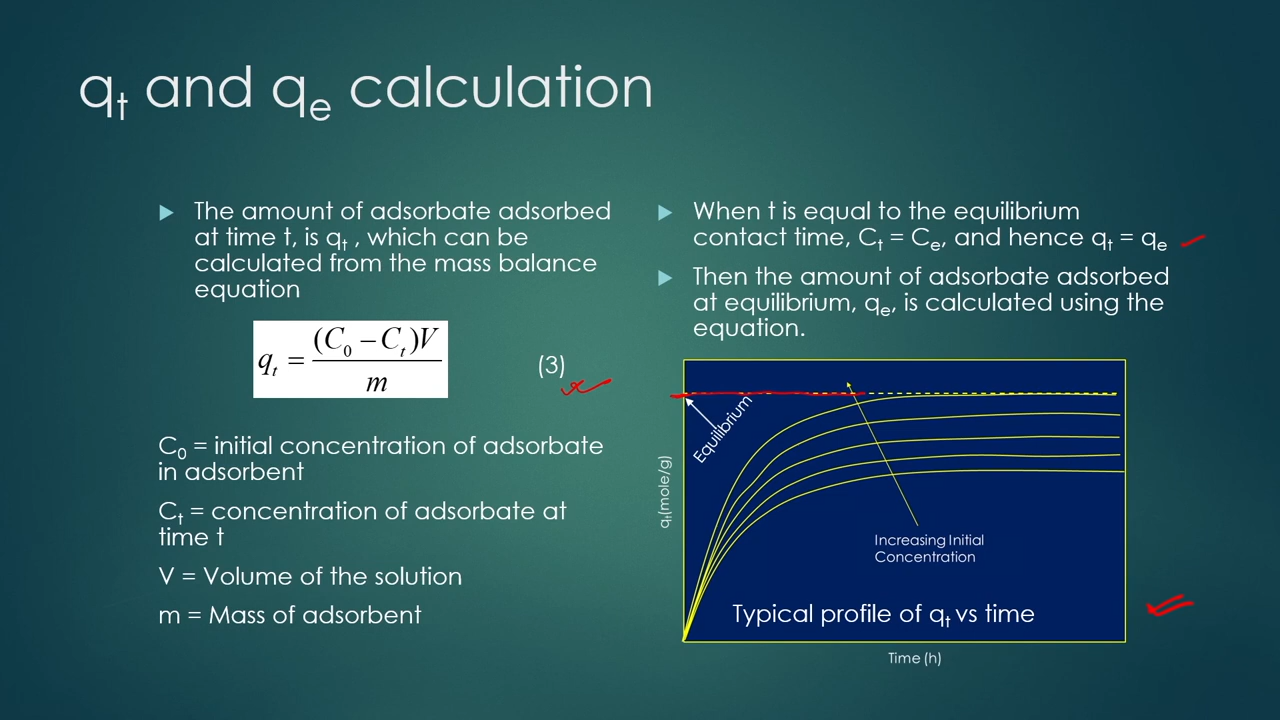 qt and qe calculation
The amount of adsorbate adsorbed
at time t, is qt , which can be
calculated from the mass balance
equation
qt = (C0 − Ct)V / m
(3)
C0 = initial concentration of adsorbate
in adsorbent
Ct = concentration of adsorbate at
time t
V = Volume of the solution
m = Mass of adsorbent
When t is equal to the equilibrium
contact time, Ct = Ce, and hence qt = qe
Then the amount of adsorbate adsorbed
at equilibrium, qe, is calculated using the
equation.
Equilibrium
qt(mole/g)
Increasing Initial
Concentration
Typical profile of qt vs time
Time (h)